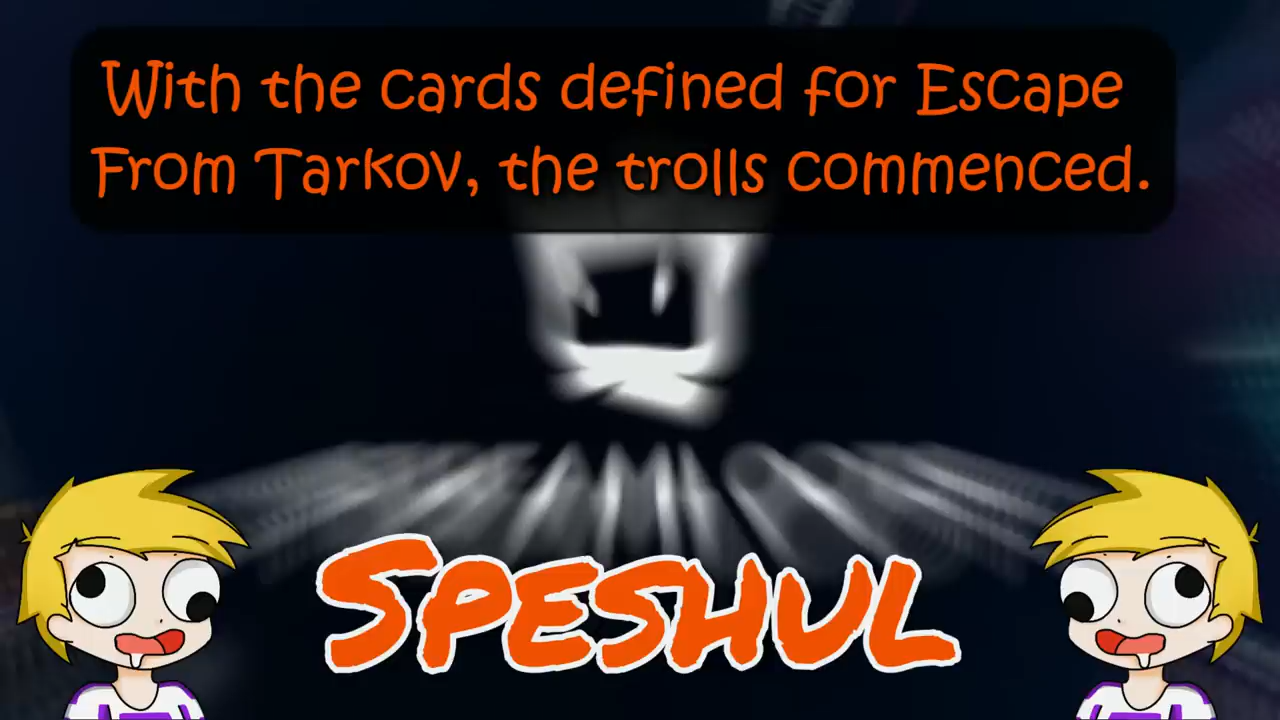 With the cards defined for Escape
From Tarkov, the trolls commenced.
SPESHUL